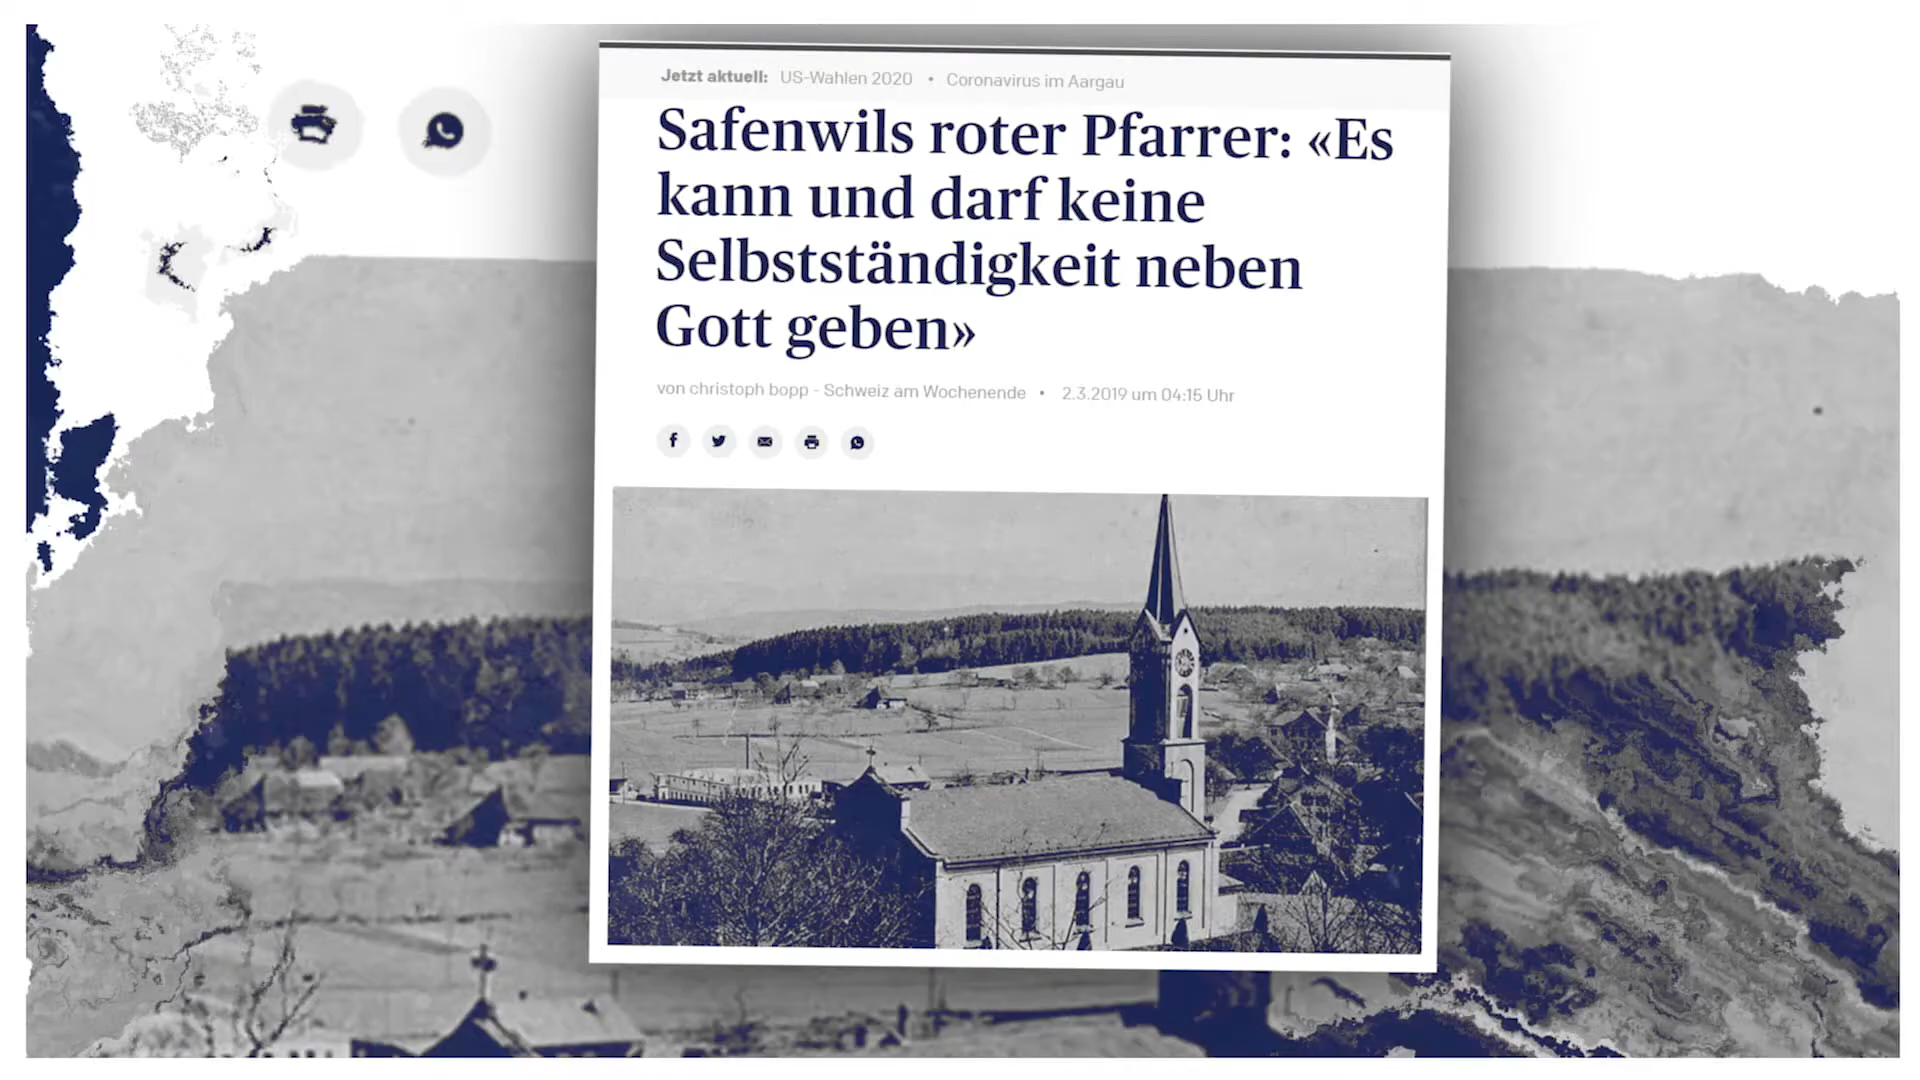 Jetzt aktuell: US-Wahlen 2020 • Coronavirus im Aargau
Safenwils roter Pfarrer: «Es
kann und darf keine
Selbstständigkeit neben
Gott geben»
von christoph bopp - Schweiz am Wochenende • 2.3.2019 um 04:15 Uhr